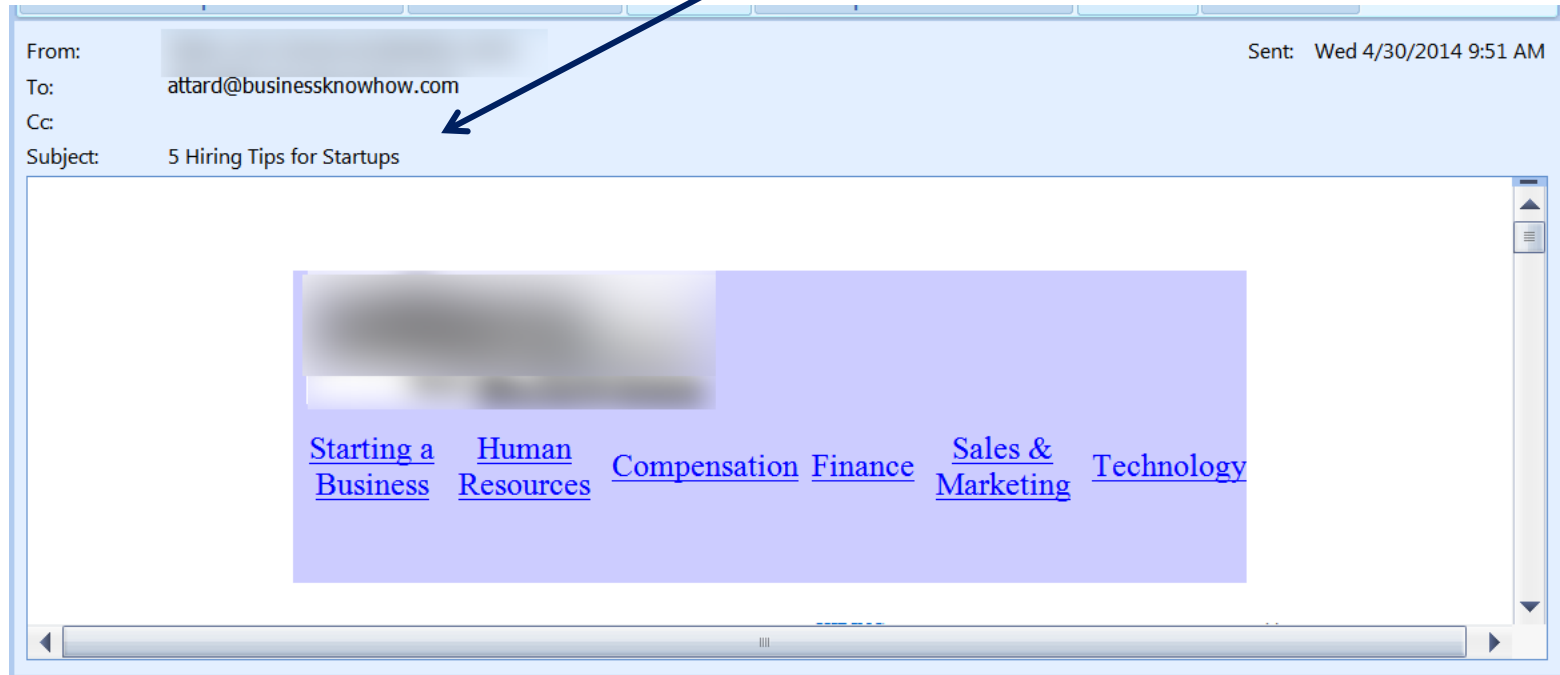 From:
Sent: Wed 4/30/2014 9:51 AM
To: attard@businessknowhow.com
Cc:
Subject: 5 Hiring Tips for Startups
Starting a Business
Human Resources
Compensation
Finance
Sales & Marketing
Technology